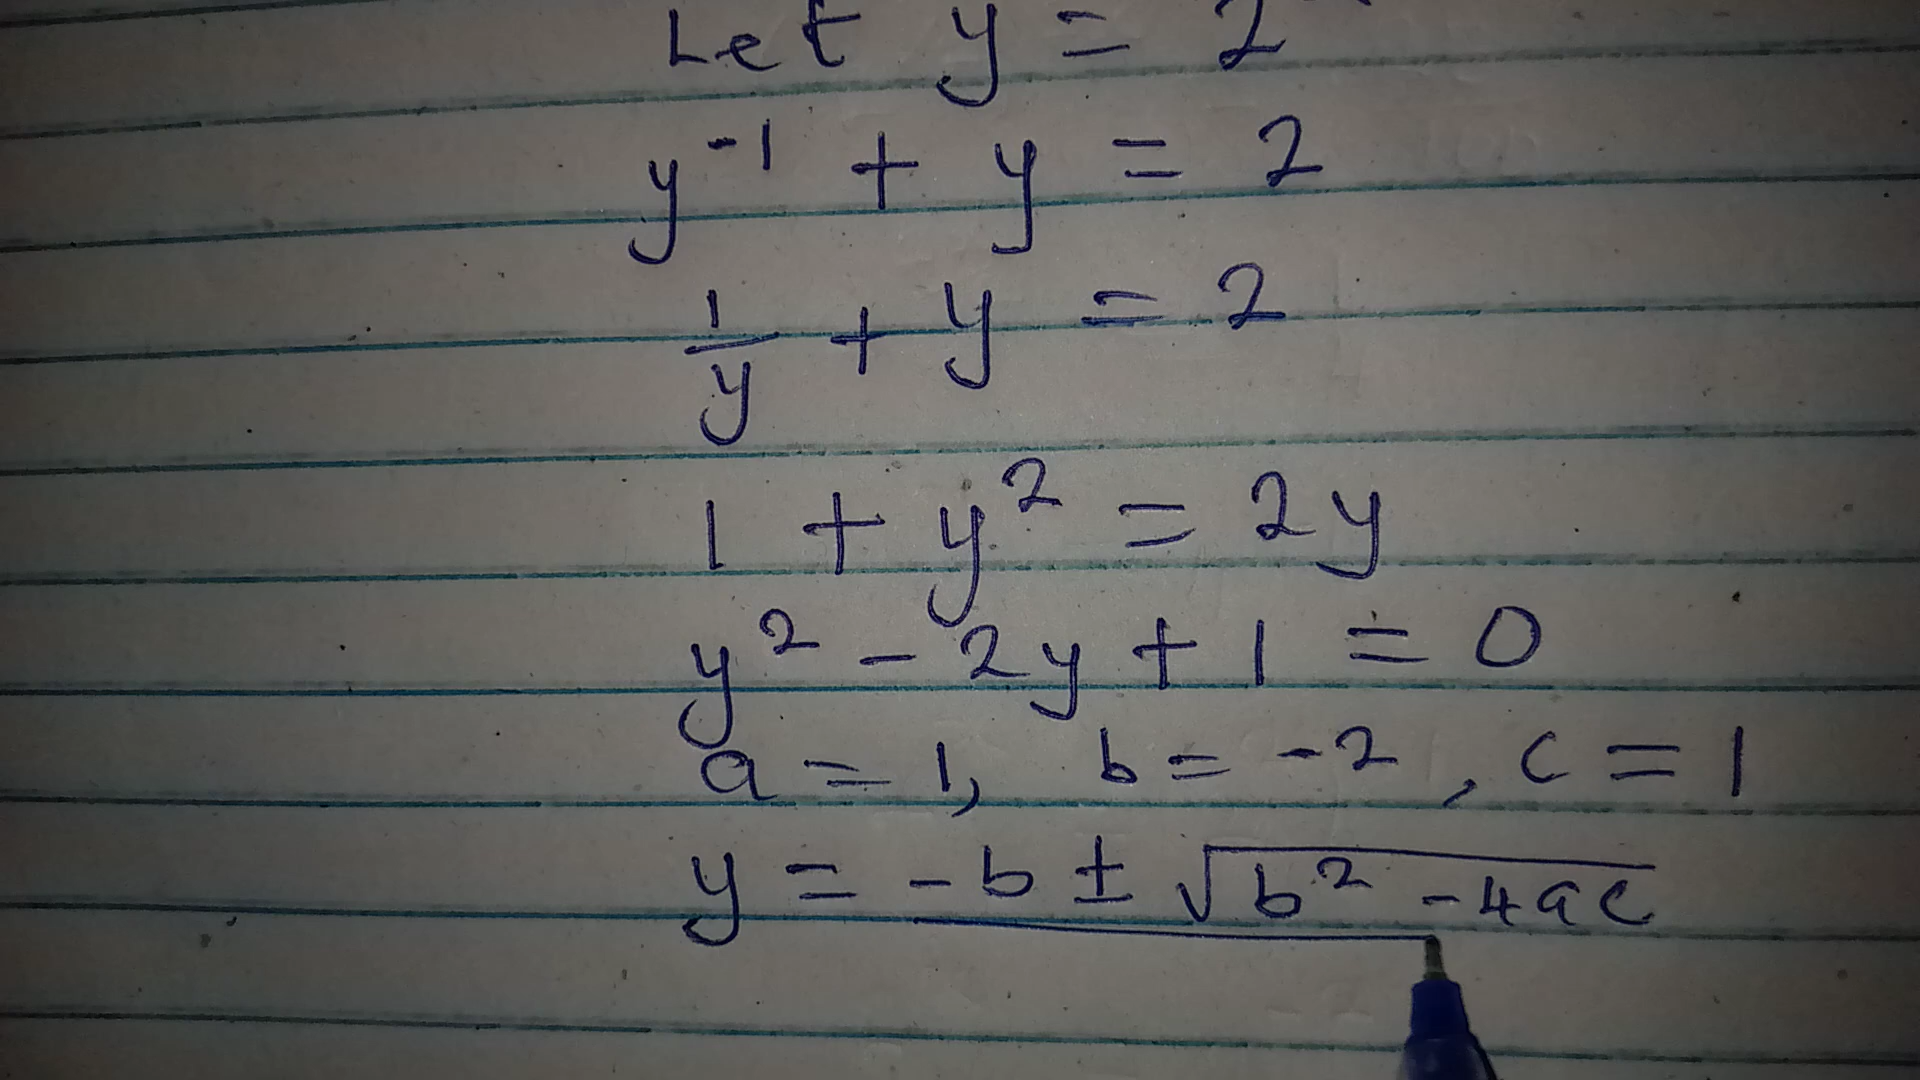 Let y = 2
y⁻¹ + y = 2
1/y + y = 2
1 + y² = 2y
y² - 2y + 1 = 0
a = 1, b = -2, c = 1
y = -b ± √b² - 4ac